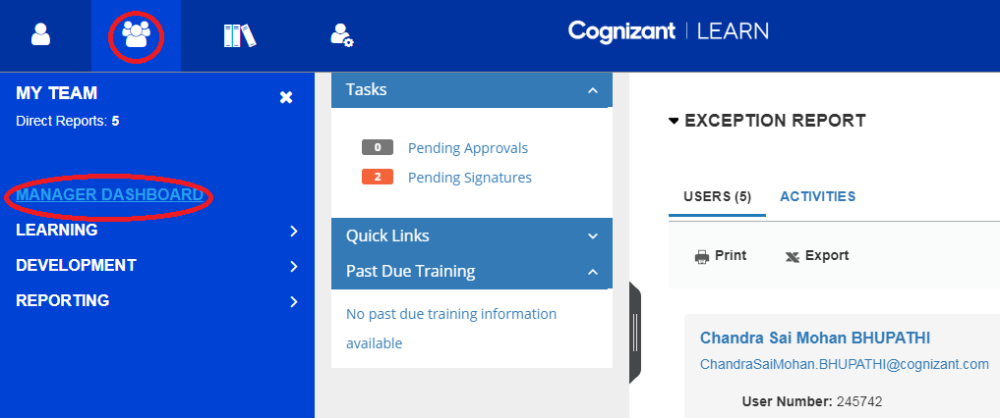 Cognizant | LEARN
MY TEAM
Direct Reports: 5
MANAGER DASHBOARD
LEARNING
DEVELOPMENT
REPORTING
Tasks
0 Pending Approvals
2 Pending Signatures
Quick Links
Past Due Training
No past due training information
available
EXCEPTION REPORT
USERS (5) ACTIVITIES
Print Export
Chandra Sai Mohan BHUPATHI
ChandraSaiMohan.BHUPATHI@cognizant.com
User Number: 245742